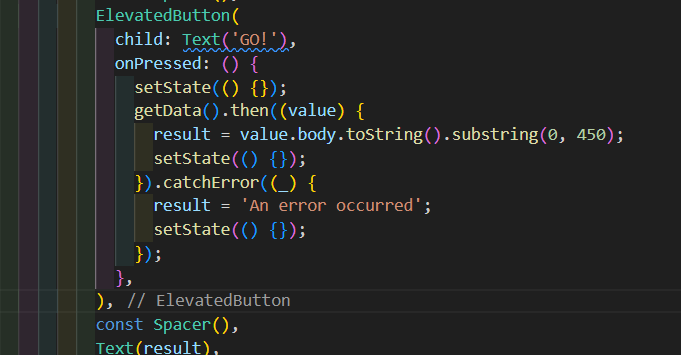 ElevatedButton(
child: Text('GO!'),
onPressed: () {
setState(() {});
getData().then((value) {
result = value.body.toString().substring(0, 450);
setState(() {});
}).catchError((_) {
result = 'An error occurred';
setState(() {});
});
},
), // ElevatedButton
const Spacer(),
Text(result),